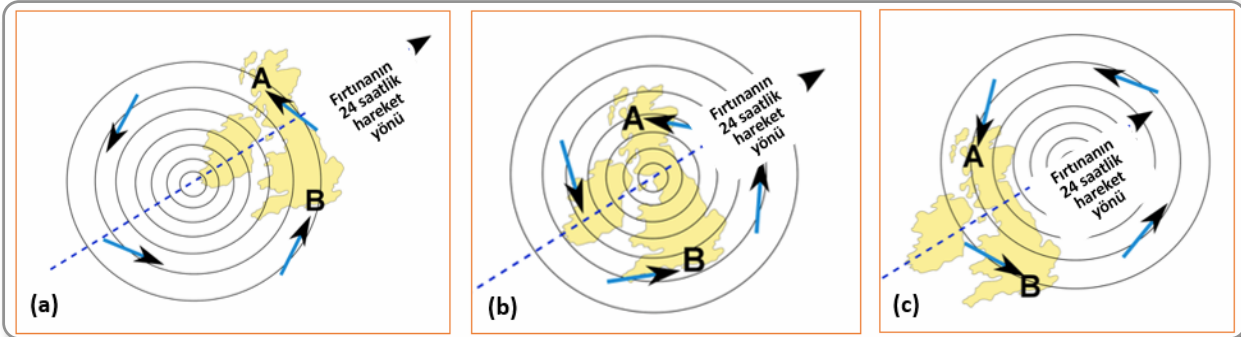 A
B
Fırtınanın
24 saatlik
hareket
yönü
(a)
A
B
Fırtınanın
24 saatlik
hareket
yönü
(b)
A
B
Fırtınanın
24 saatlik
hareket
yönü
(c)